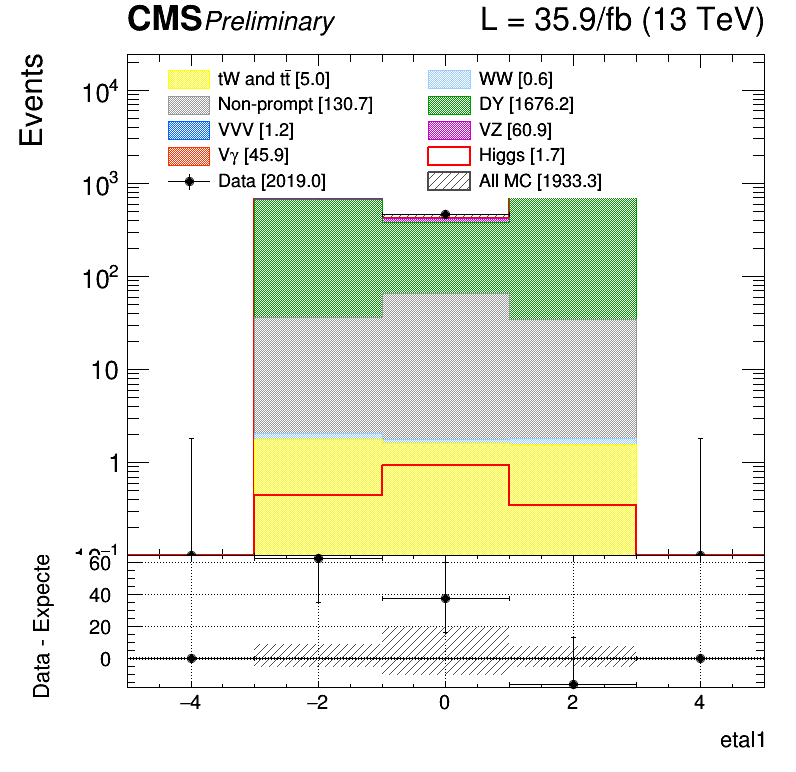 CMS Preliminary L = 35.9/fb (13 TeV)
Events
tW and tt̄ [5.0] WW [0.6]
Non-prompt [130.7] DY [1676.2]
VVV [1.2] VZ [60.9]
Vγ [45.9] Higgs [1.7]
Data [2019.0] All MC [1933.3]
10⁴
10³
10²
10
1
Data - Expecte
60
40
20
0
−4 −2 0 2 4
etal1